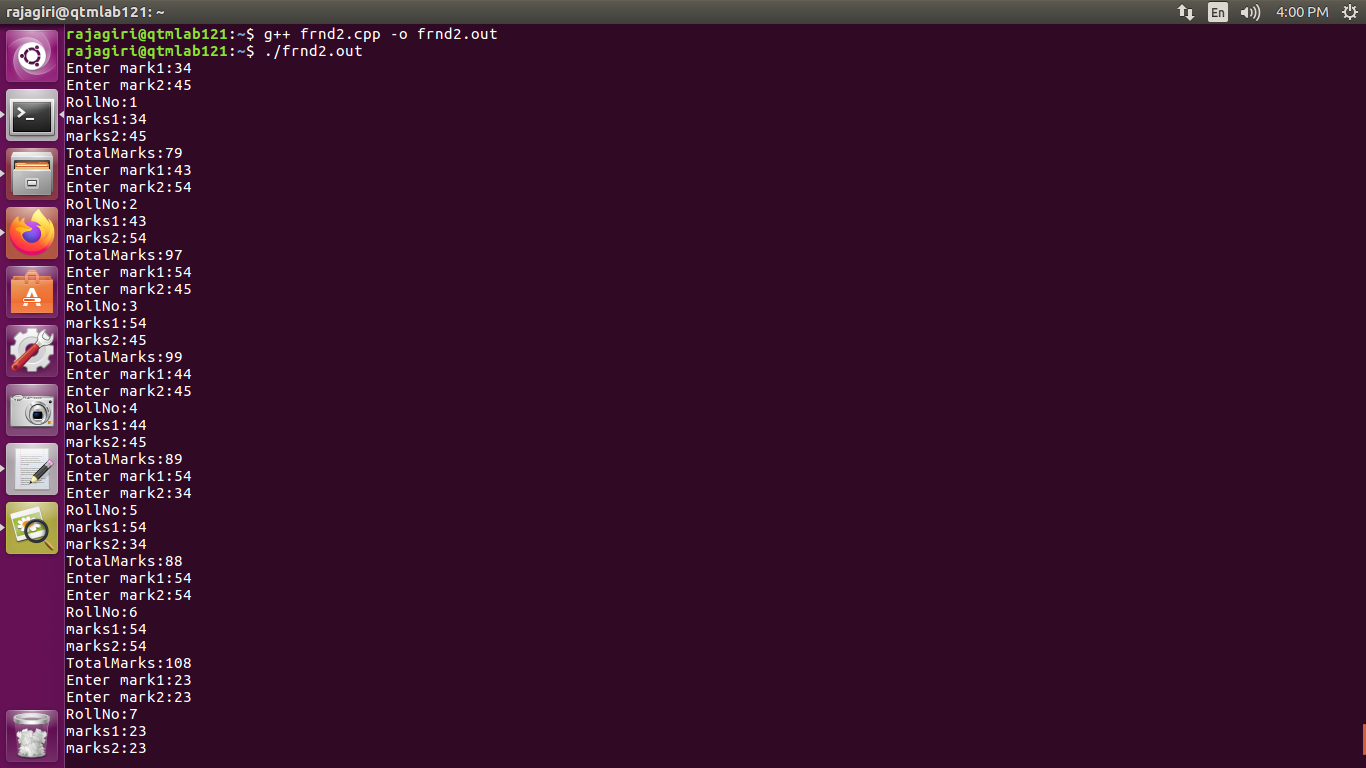 rajagiri@qtmlab121: ~
En
4:00 PM
rajagiri@qtmlab121:~$ g++ frnd2.cpp -o frnd2.out
rajagiri@qtmlab121:~$ ./frnd2.out
Enter mark1:34
Enter mark2:45
RollNo:1
marks1:34
marks2:45
TotalMarks:79
Enter mark1:43
Enter mark2:54
RollNo:2
marks1:43
marks2:54
TotalMarks:97
Enter mark1:54
Enter mark2:45
RollNo:3
marks1:54
marks2:45
TotalMarks:99
Enter mark1:44
Enter mark2:45
RollNo:4
marks1:44
marks2:45
TotalMarks:89
Enter mark1:54
Enter mark2:34
RollNo:5
marks1:54
marks2:34
TotalMarks:88
Enter mark1:54
Enter mark2:54
RollNo:6
marks1:54
marks2:54
TotalMarks:108
Enter mark1:23
Enter mark2:23
RollNo:7
marks1:23
marks2:23